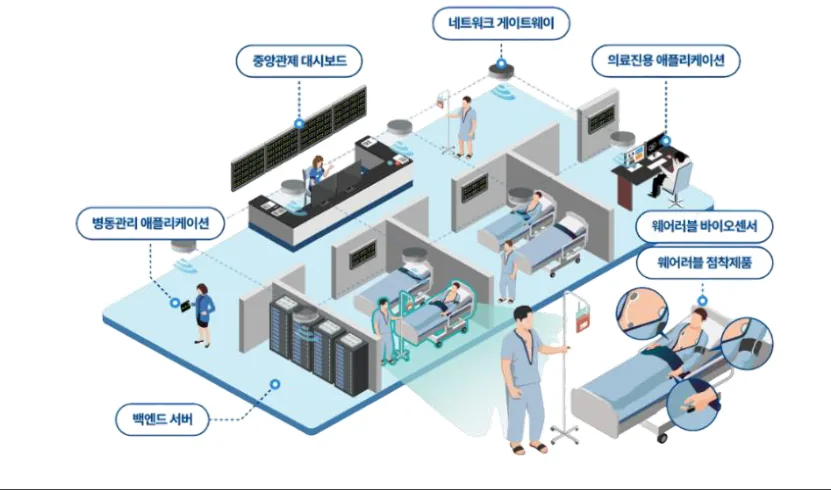 네트워크 게이트웨이
중앙관제 대시보드
의료진용 애플리케이션
병동관리 애플리케이션
웨어러블 바이오센서
웨어러블 점착제품
백엔드 서버